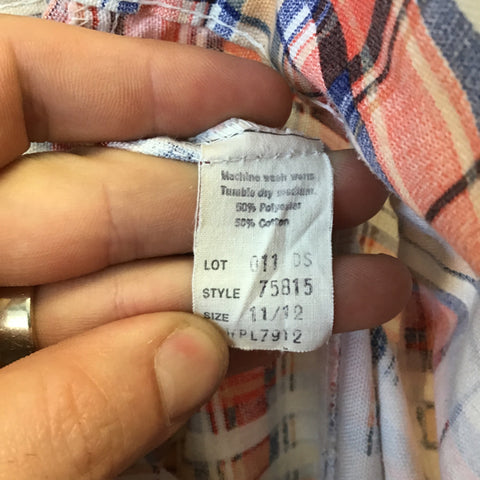 Machine wash warm
Tumble dry medium.
50% Polyester
50% Cotton
LOT 011 DS
STYLE 75815
SIZE 11/12
PL7912